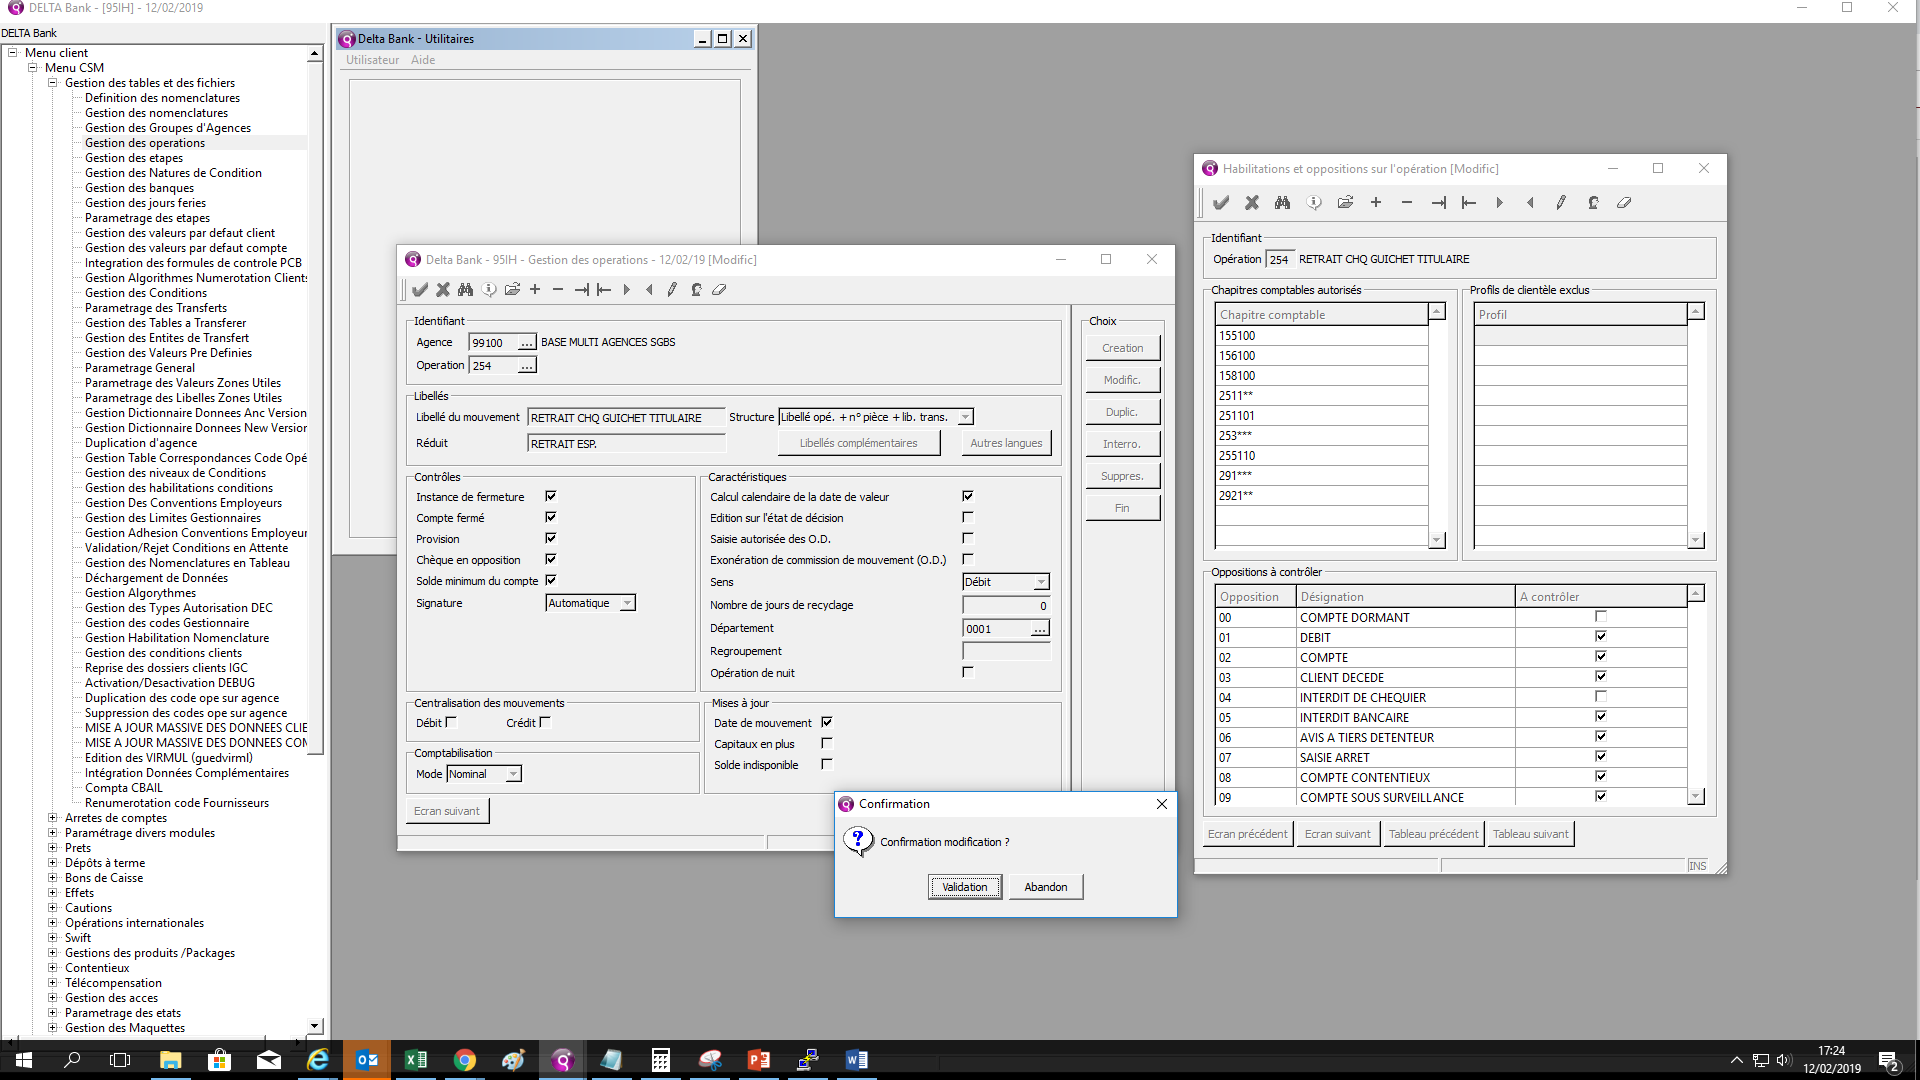 DELTA Bank - [95IH] - 12/02/2019
DELTA Bank
Menu client
Menu CSM
Gestion des tables et des fichiers
Definition des nomenclatures
Gestion des nomenclatures
Gestion des Groupes d'Agences
Gestion des operations
Gestion des etapes
Gestion des Natures de Condition
Gestion des banques
Gestion des jours feries
Parametrage des etapes
Gestion des valeurs par defaut client
Gestion des valeurs par defaut compte
Integration des formules de controle PCB
Gestion Algorithmes Numerotation Clients
Gestion des Conditions
Parametrage des Transferts
Gestion des Tables a Transferer
Gestion des Entites de Transfert
Gestion des Valeurs Pre Definies
Parametrage General
Parametrage des Valeurs Zones Utiles
Parametrage des Libelles Zones Utiles
Gestion Dictionnaire Donnees Anc Version
Gestion Dictionnaire Donnees New Version
Duplication d'agence
Gestion Table Correspondances Code Opé
Gestion des niveaux de Conditions
Gestion des habilitations conditions
Gestion Des Conventions Employeurs
Gestion des Limites Gestionnaires
Gestion Adhesion Conventions Employeur
Validation/Rejet Conditions en Attente
Gestion des Nomenclatures en Tableau
Déchargement de Données
Gestion Algorythmes
Gestion des Types Autorisation DEC
Gestion des codes Gestionnaire
Gestion Habilitation Nomenclature
Gestion des conditions clients
Reprise des dossiers clients IGC
Activation/Desactivation DEBUG
Duplication des code ope sur agence
Suppression des codes ope sur agence
MISE A JOUR MASSIVE DES DONNEES CLIE
MISE A JOUR MASSIVE DES DONNEES COM
Edition des VIRMUL (guedvirml)
Intégration Données Complémentaires
Compta CBAIL
Renumerotation code Fournisseurs
Arretes de comptes
Paramétrage divers modules
Prets
Dépôts à terme
Bons de Caisse
Effets
Cautions
Opérations internationales
Swift
Gestions des produits /Packages
Contentieux
Télécompensation
Gestion des acces
Parametrage des etats
Gestion des Maquettes
Delta Bank - Utilitaires
Utilisateur Aide
Delta Bank - 95IH - Gestion des operations - 12/02/19 [Modific]
Identifiant
Agence 99100 ... BASE MULTI AGENCES SGBS
Operation 254 ...
Libellés
Libellé du mouvement RETRAIT CHQ GUICHET TITULAIRE Structure Libellé opé. + n° pièce + lib. trans.
Réduit RETRAIT ESP. Libellés complémentaires Autres langues
Contrôles
Instance de fermeture
Compte fermé
Provision
Chèque en opposition
Solde minimum du compte
Signature Automatique
Caractéristiques
Calcul calendaire de la date de valeur
Edition sur l'état de décision
Saisie autorisée des O.D.
Exonération de commission de mouvement (O.D.)
Sens Débit
Nombre de jours de recyclage 0
Département 0001 ...
Regroupement
Opération de nuit
Centralisation des mouvements
Débit Crédit
Comptabilisation
Mode Nominal
Mises à jour
Date de mouvement
Capitaux en plus
Solde indisponible
Ecran suivant
Choix
Creation
Modific.
Duplic.
Interro.
Suppres.
Fin
Confirmation
? Confirmation modification ?
Validation Abandon
Habilitations et oppositions sur l'opération [Modific]
Identifiant
Opération 254 RETRAIT CHQ GUICHET TITULAIRE
Chapitres comptables autorisés
Chapitre comptable
155100
156100
158100
2511**
251101
253***
255110
291***
2921**
Profils de clientèle exclus
Profil
Oppositions à contrôler
Opposition Désignation A contrôler
00 COMPTE DORMANT
01 DEBIT
02 COMPTE
03 CLIENT DECEDE
04 INTERDIT DE CHEQUIER
05 INTERDIT BANCAIRE
06 AVIS A TIERS DETENTEUR
07 SAISIE ARRET
08 COMPTE CONTENTIEUX
09 COMPTE SOUS SURVEILLANCE
Ecran précédent Ecran suivant Tableau précédent Tableau suivant
INS
17:24
12/02/2019
2